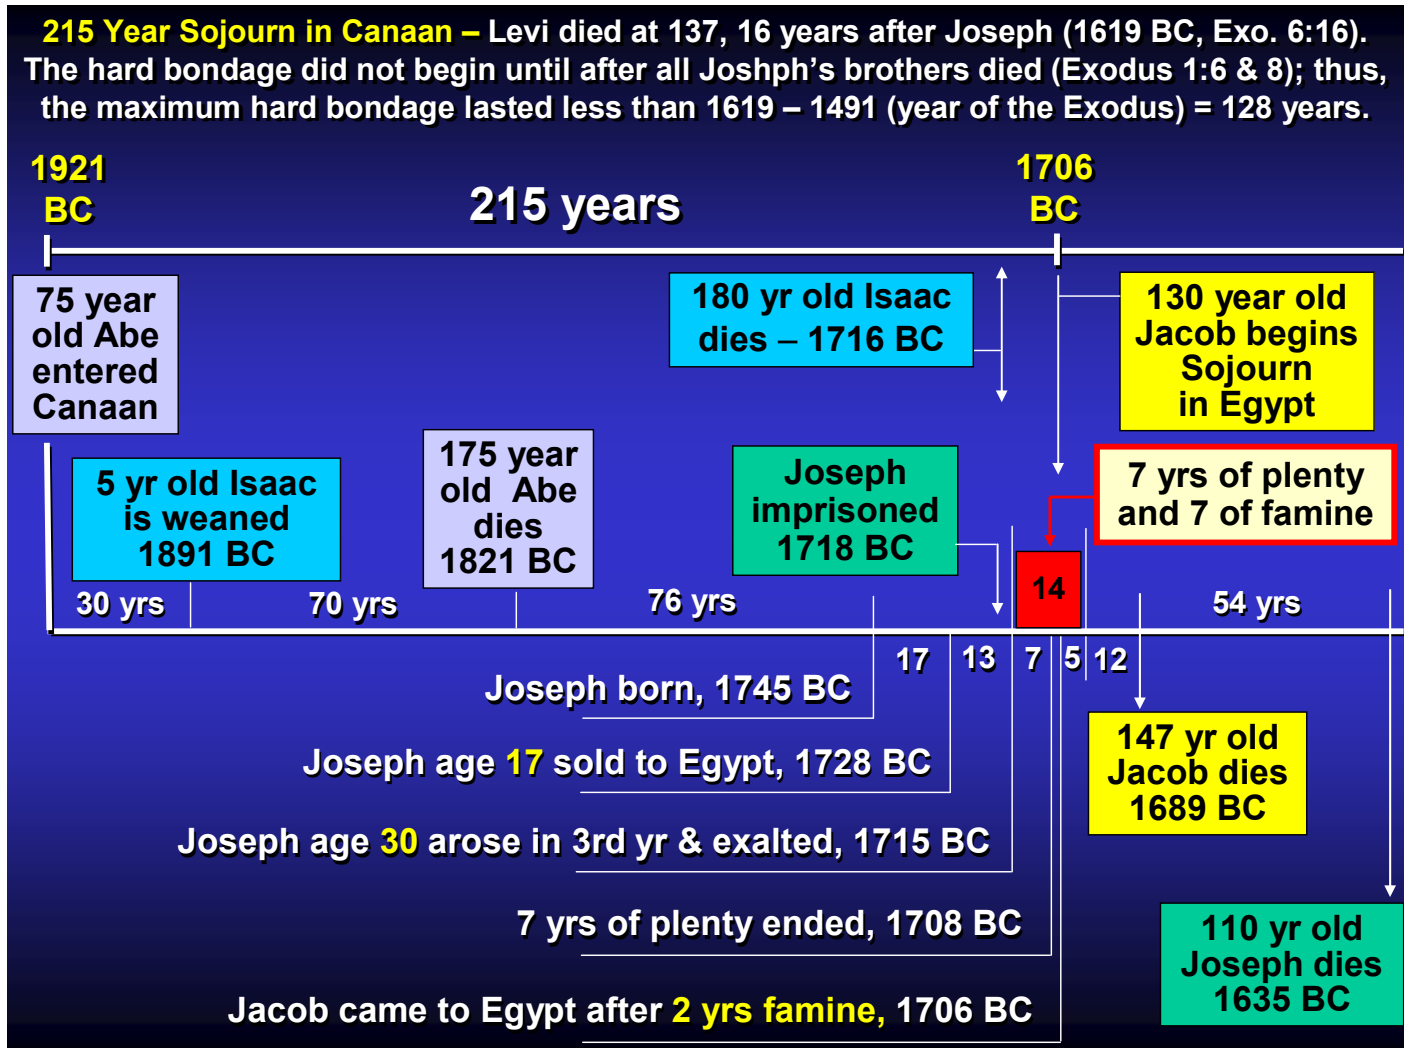 215 Year Sojourn in Canaan – Levi died at 137, 16 years after Joseph (1619 BC, Exo. 6:16).
The hard bondage did not begin until after all Joshph's brothers died (Exodus 1:6 & 8); thus,
the maximum hard bondage lasted less than 1619 – 1491 (year of the Exodus) = 128 years.
1921
BC
215 years
1706
BC
75 year
old Abe
entered
Canaan
180 yr old Isaac
dies – 1716 BC
130 year old
Jacob begins
Sojourn
in Egypt
5 yr old Isaac
is weaned
1891 BC
175 year
old Abe
dies
1821 BC
Joseph
imprisoned
1718 BC
7 yrs of plenty
and 7 of famine
14
30 yrs
70 yrs
76 yrs
54 yrs
17
13
7
5
12
Joseph born, 1745 BC
Joseph age 17 sold to Egypt, 1728 BC
Joseph age 30 arose in 3rd yr & exalted, 1715 BC
7 yrs of plenty ended, 1708 BC
Jacob came to Egypt after 2 yrs famine, 1706 BC
147 yr old
Jacob dies
1689 BC
110 yr old
Joseph dies
1635 BC